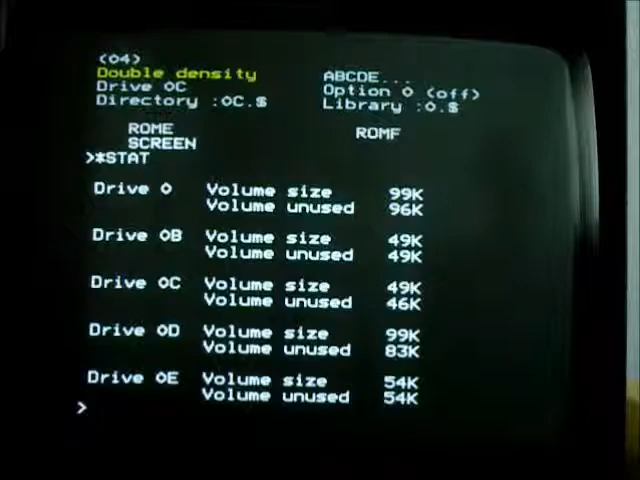 (04)
Double density ABCDE...
Drive 0C Option 0 (off)
Directory :0C.$ Library :0.$
ROME ROMF
SCREEN
>*STAT
Drive 0 Volume size 99K
Volume unused 96K
Drive 0B Volume size 49K
Volume unused 49K
Drive 0C Volume size 49K
Volume unused 46K
Drive 0D Volume size 99K
Volume unused 83K
Drive 0E Volume size 54K
Volume unused 54K
>